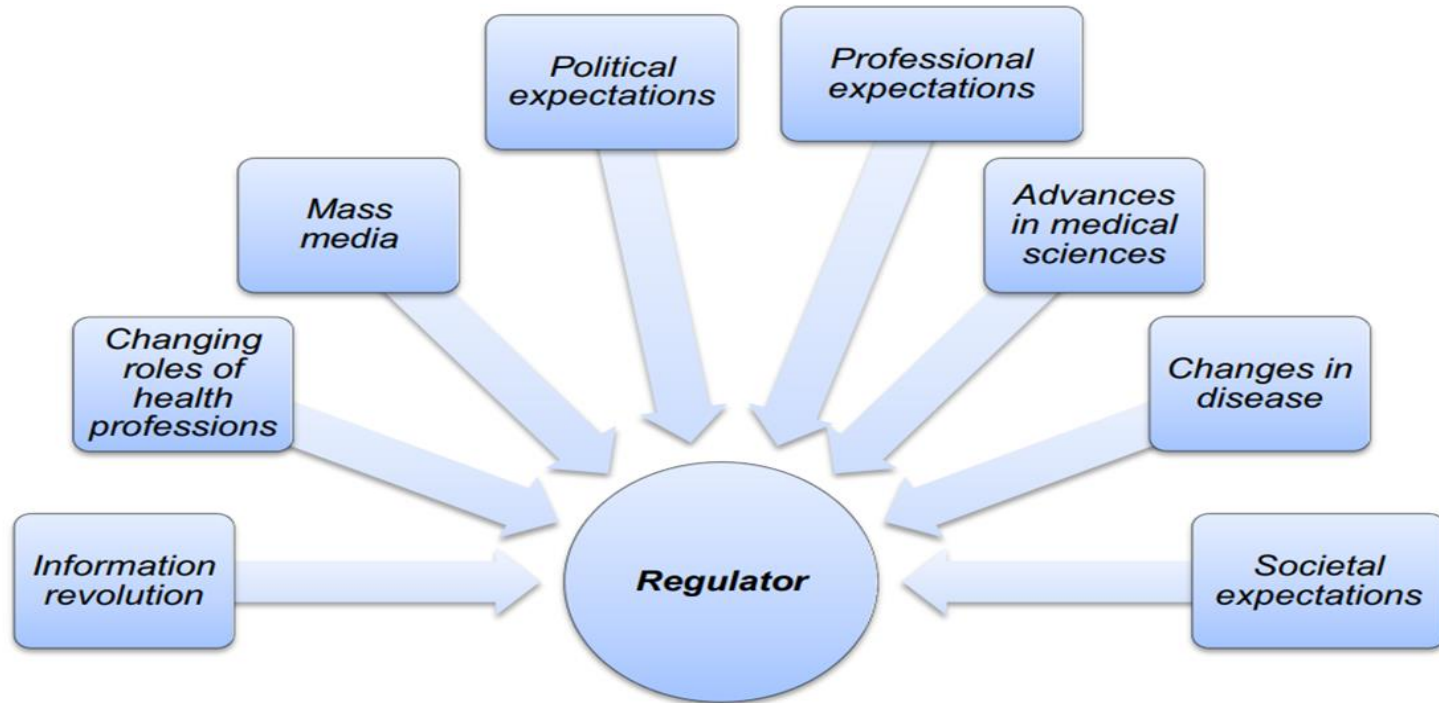 Political
expectations
Professional
expectations
Mass
media
Advances
in medical
sciences
Changing
roles of
health
professions
Changes in
disease
Information
revolution
Regulator
Societal
expectations